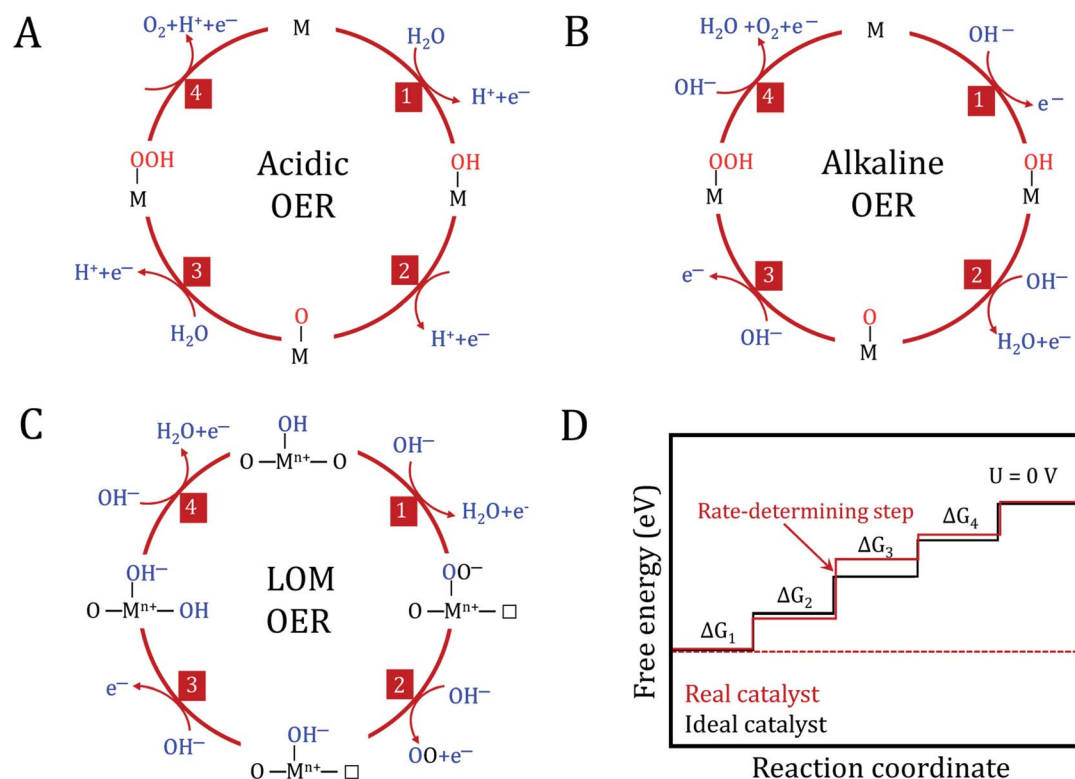 A
O₂+H⁺+e⁻
M
H₂O
4
1
H⁺+e⁻
OOH
M
Acidic
OER
OH
M
H⁺+e⁻
3
2
H₂O
O
M
H⁺+e⁻
B
H₂O +O₂+e⁻
M
OH⁻
OH⁻
4
1
e⁻
OOH
M
Alkaline
OER
OH
M
e⁻
3
2
OH⁻
OH⁻
O
M
H₂O+e⁻
C
H₂O+e⁻
OH
O —Mⁿ⁺— O
OH⁻
OH⁻
4
1
H₂O+e⁻
OH⁻
O —Mⁿ⁺— OH
LOM
OER
OO⁻
O —Mⁿ⁺— □
e⁻
3
2
OH⁻
OH⁻
OH⁻
O —Mⁿ⁺— □
OO+e⁻
D
Free energy (eV)
U = 0 V
Rate-determining step
ΔG₁
ΔG₂
ΔG₃
ΔG₄
Real catalyst
Ideal catalyst
Reaction coordinate